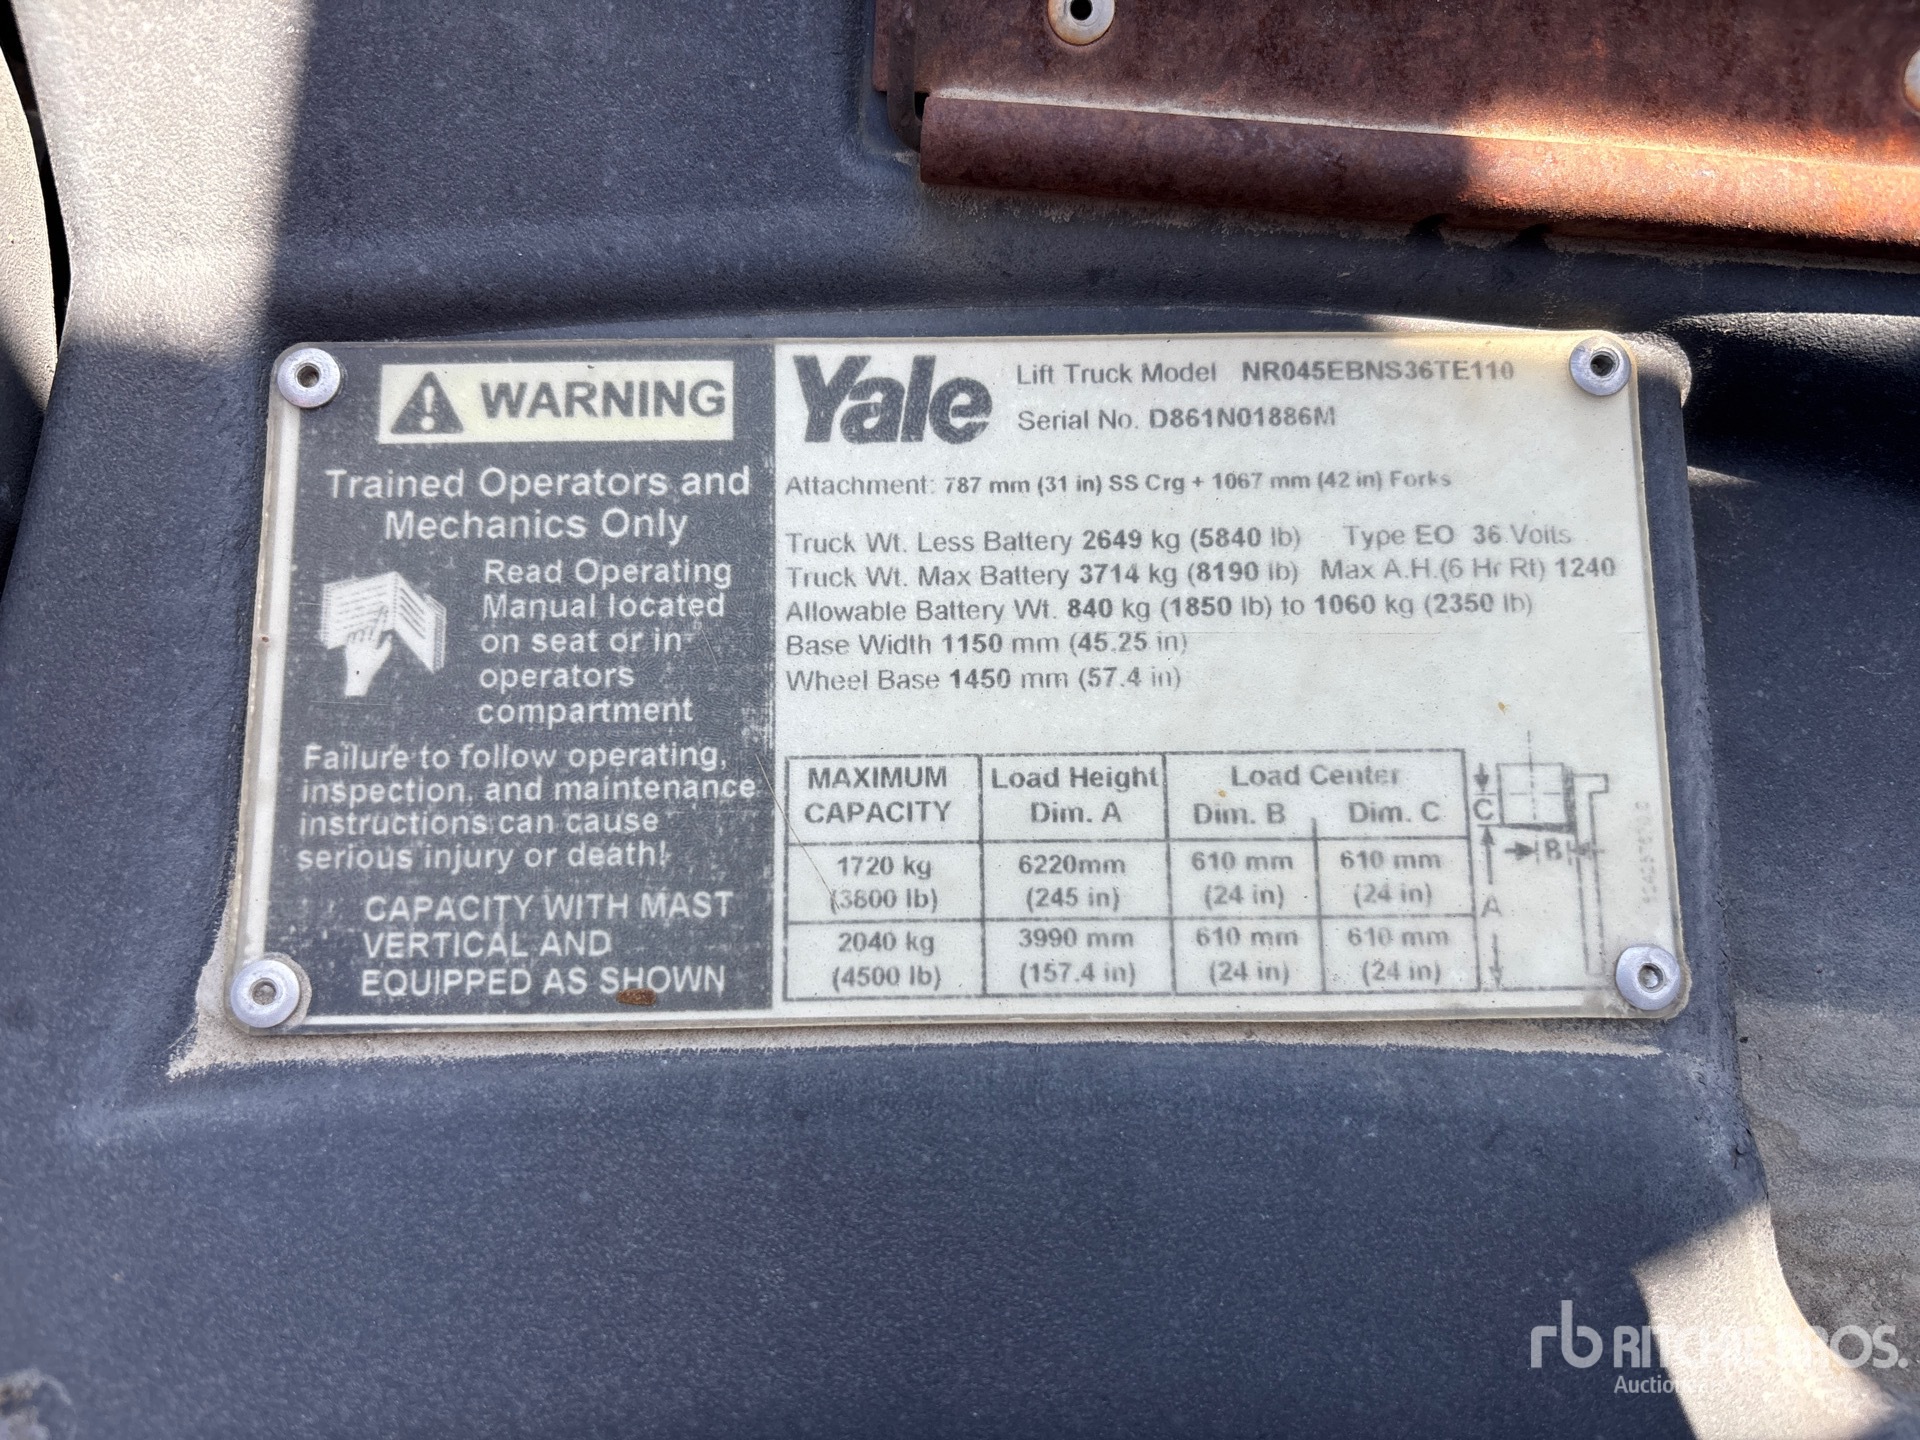 WARNING
Trained Operators and
Mechanics Only
Read Operating
Manual located
on seat or in
operators
compartment
Failure to follow operating,
inspection, and maintenance
instructions can cause
serious injury or death!
CAPACITY WITH MAST
VERTICAL AND
EQUIPPED AS SHOWN
Yale
Lift Truck Model NR045EBNS36TE110
Serial No. D861N01886M
Attachment: 787 mm (31 in) SS Crg + 1067 mm (42 in) Forks
Truck Wt. Less Battery 2649 kg (5840 lb) Type EO 36 Volts
Truck Wt. Max Battery 3714 kg (8190 lb) Max A.H.(6 Hr Rt) 1240
Allowable Battery Wt. 840 kg (1850 lb) to 1060 kg (2350 lb)
Base Width 1150 mm (45.25 in)
Wheel Base 1450 mm (57.4 in)
MAXIMUM Load Height Load Center
CAPACITY Dim. A Dim. B Dim. C
1720 kg 6220mm 610 mm 610 mm
(3800 lb) (245 in) (24 in) (24 in)
2040 kg 3990 mm 610 mm 610 mm
(4500 lb) (157.4 in) (24 in) (24 in)
C
B
A
rb RITCHIE BROS.
Auctioneers